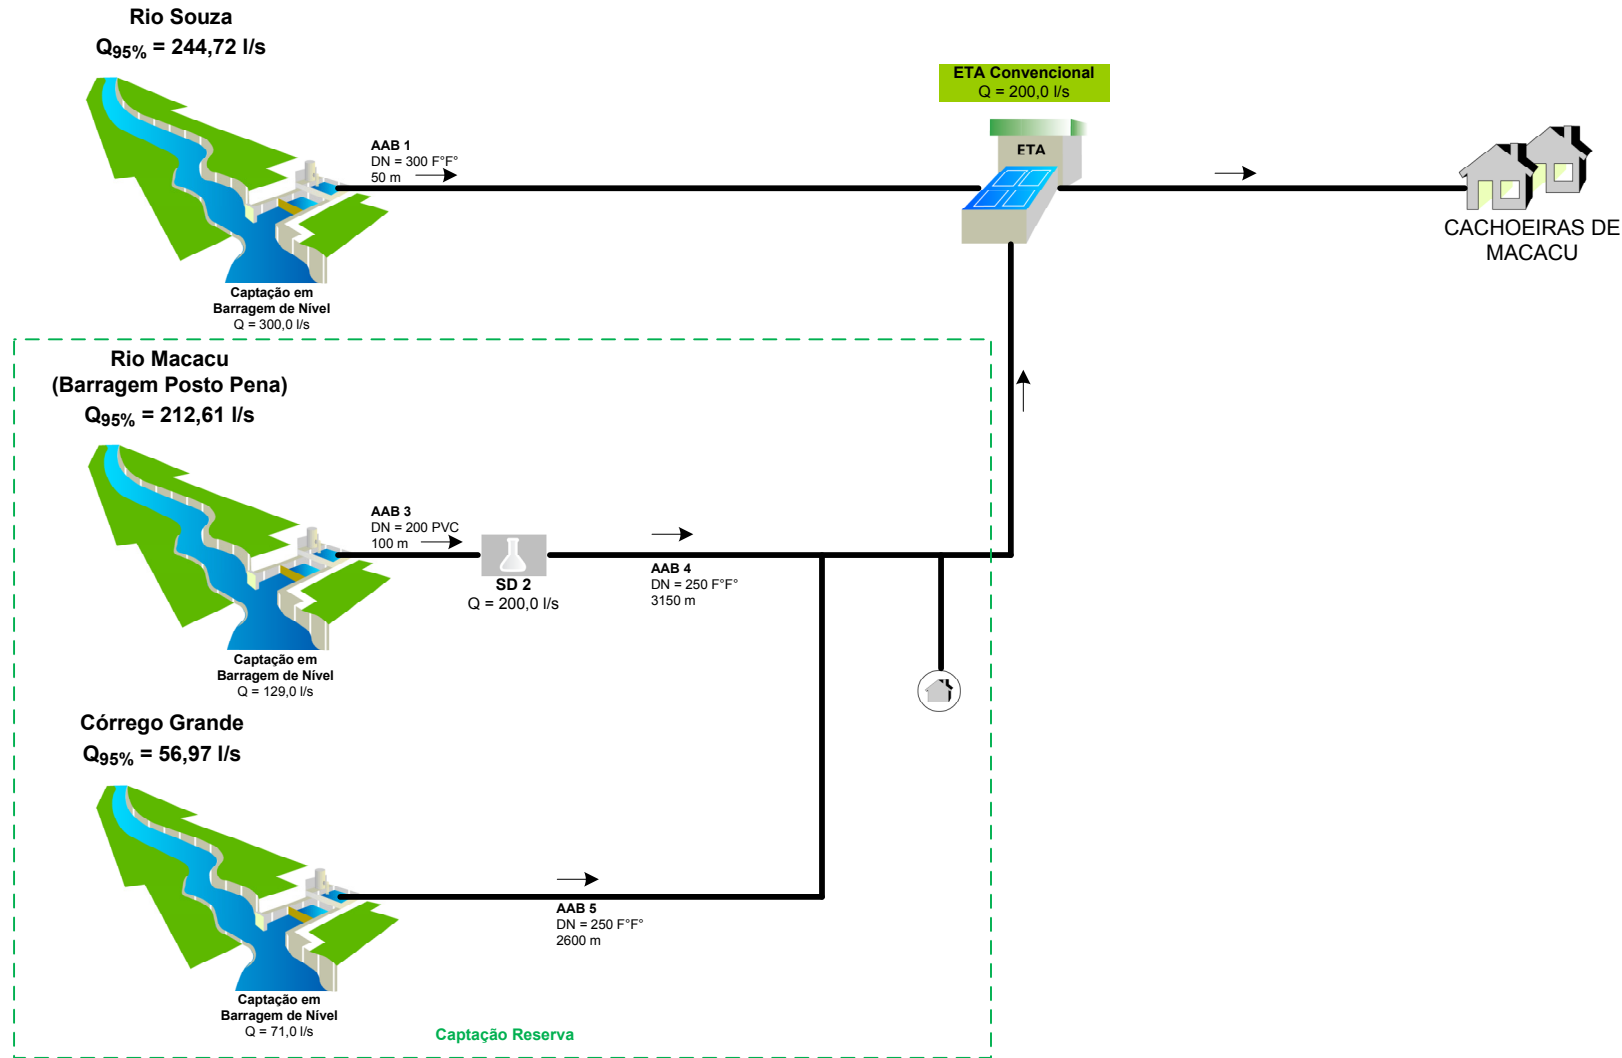 Rio Souza
Q95% = 244,72 l/s
ETA Convencional
Q = 200,0 l/s
AAB 1
DN = 300 F°F°
50 m
ETA
CACHOEIRAS DE
MACACU
Captação em
Barragem de Nível
Q = 300,0 l/s
Rio Macacu
(Barragem Posto Pena)
Q95% = 212,61 l/s
AAB 3
DN = 200 PVC
100 m
SD 2
Q = 200,0 l/s
AAB 4
DN = 250 F°F°
3150 m
Captação em
Barragem de Nível
Q = 129,0 l/s
Córrego Grande
Q95% = 56,97 l/s
AAB 5
DN = 250 F°F°
2600 m
Captação em
Barragem de Nível
Q = 71,0 l/s
Captação Reserva